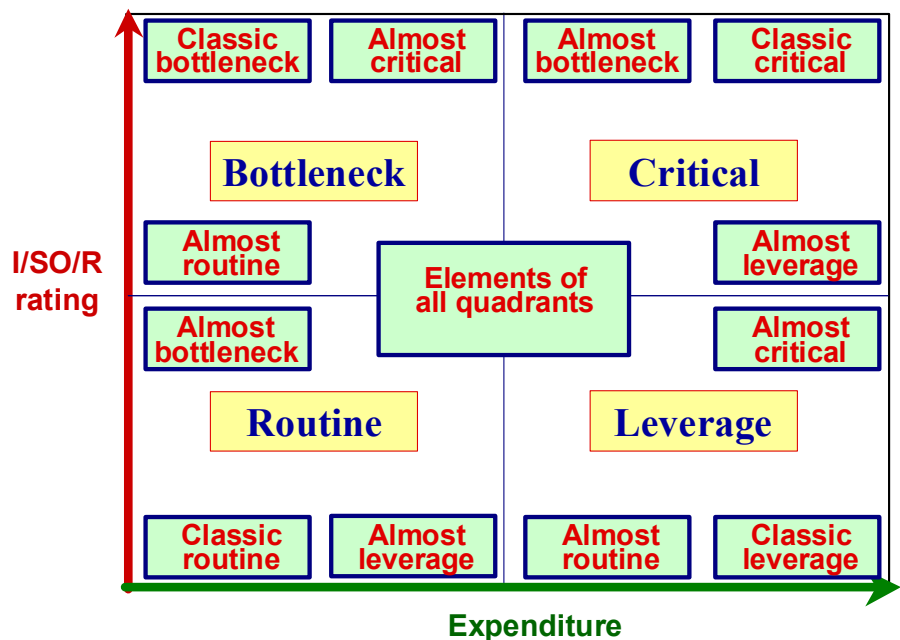 Classic
bottleneck
Almost
critical
Almost
bottleneck
Classic
critical
Bottleneck
Critical
Almost
routine
Almost
leverage
I/SO/R
rating
Elements of
all quadrants
Almost
bottleneck
Almost
critical
Routine
Leverage
Classic
routine
Almost
leverage
Almost
routine
Classic
leverage
Expenditure